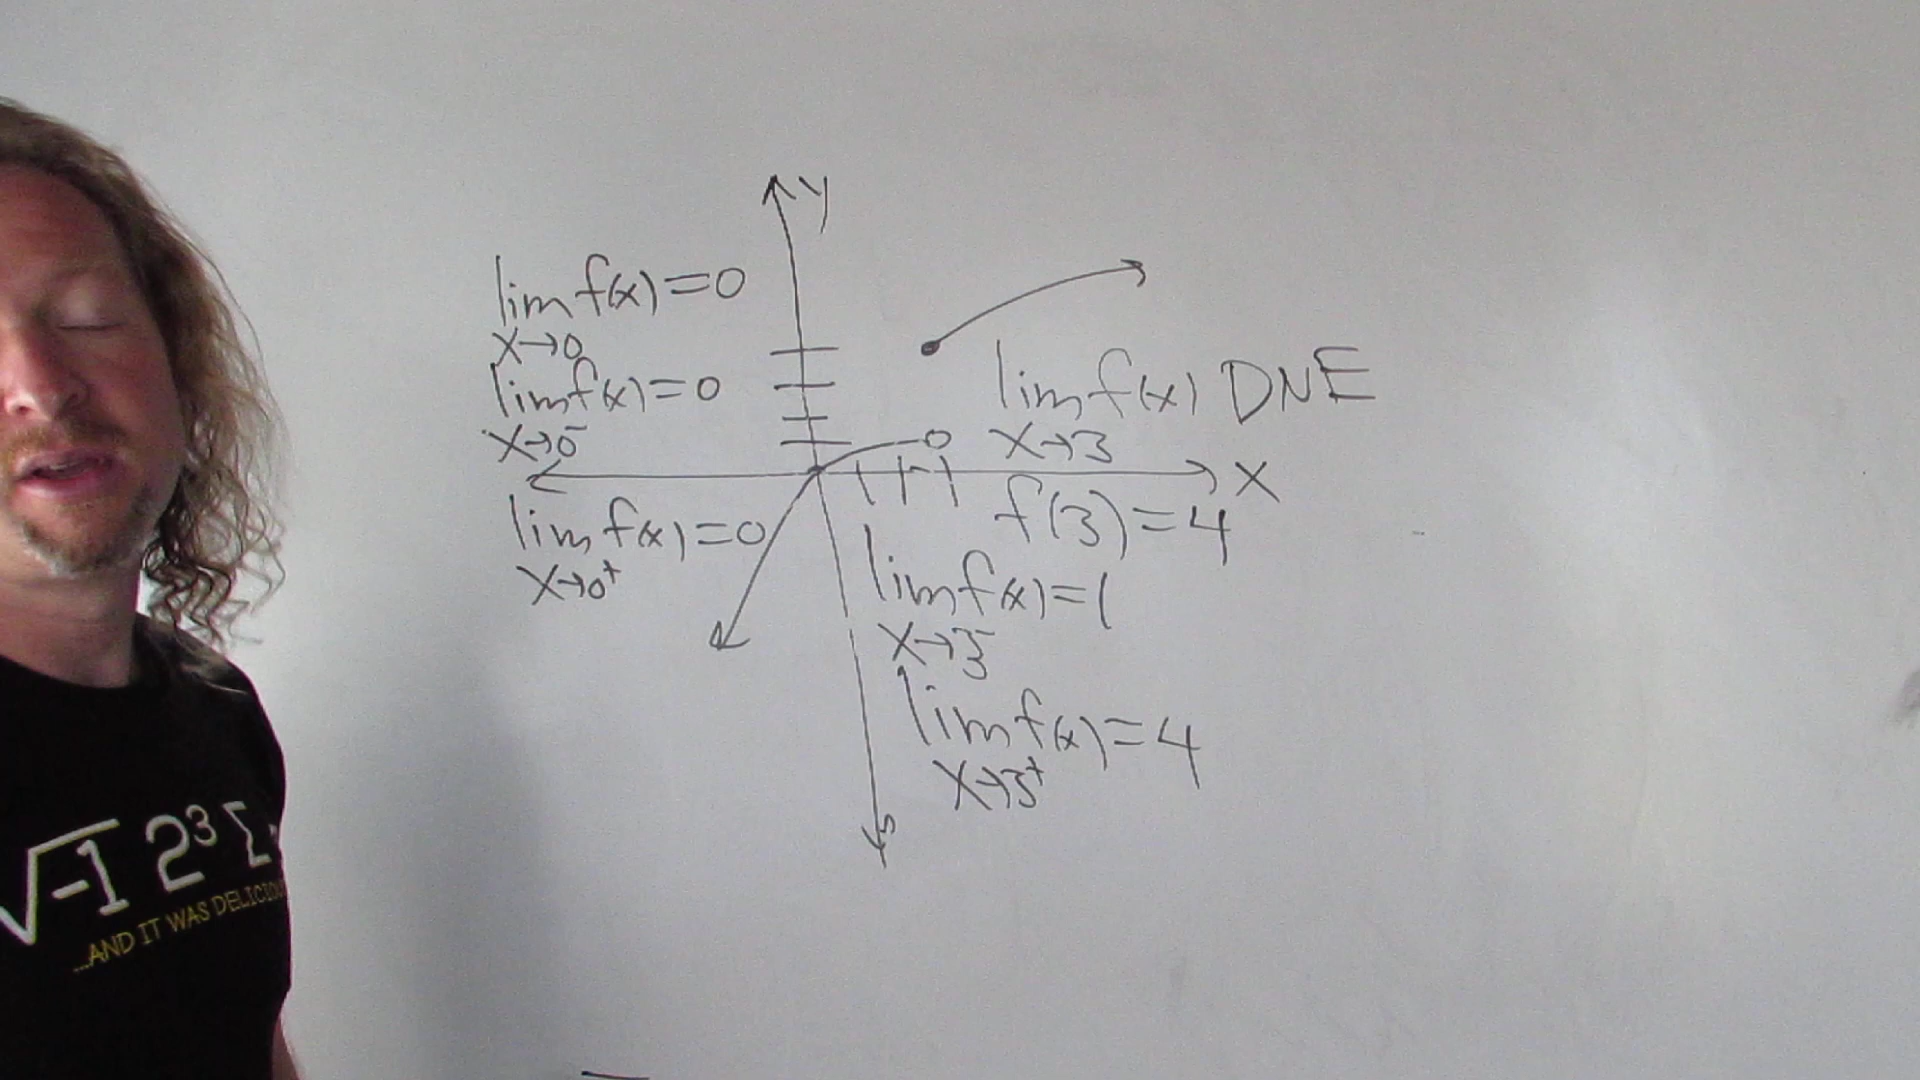 y
lim f(x)=0
x→0
lim f(x)=0
x→0⁻
lim f(x)=0
x→0⁺
lim f(x) DNE
x→3
x
f(3)=4
lim f(x)=1
x→3⁻
lim f(x)=4
x→3⁺
√-1 2³ Σ
...AND IT WAS